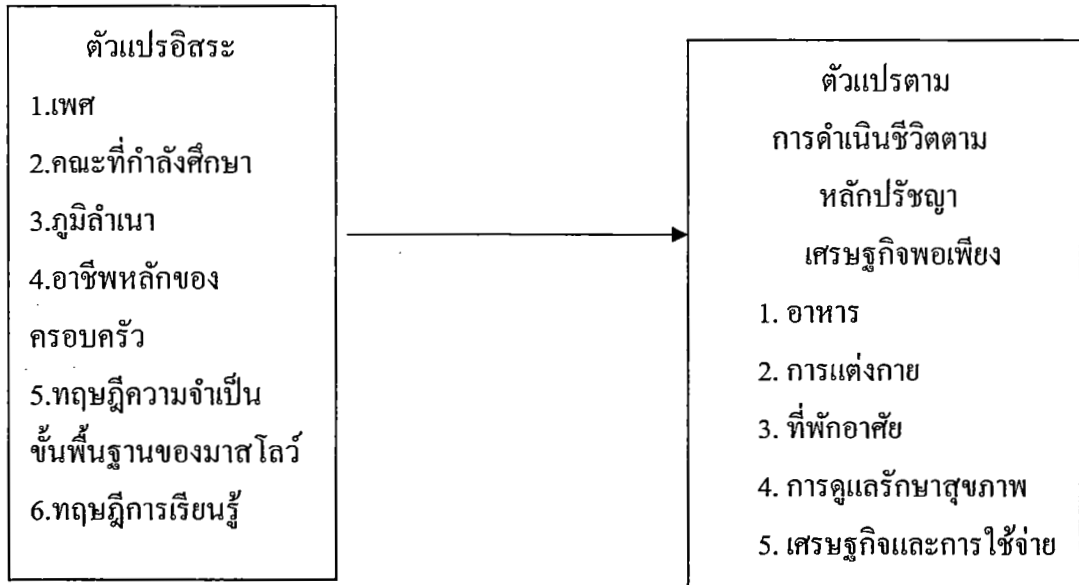 ตัวแปรอิสระ
1.เพศ
2.คณะที่กำลังศึกษา
3.ภูมิลำเนา
4.อาชีพหลักของ
ครอบครัว
5.ทฤษฎีความจำเป็น
ขั้นพื้นฐานของมาสโลว์
6.ทฤษฎีการเรียนรู้
ตัวแปรตาม
การดำเนินชีวิตตาม
หลักปรัชญา
เศรษฐกิจพอเพียง
1. อาหาร
2. การแต่งกาย
3. ที่พักอาศัย
4. การดูแลรักษาสุขภาพ
5. เศรษฐกิจและการใช้จ่าย